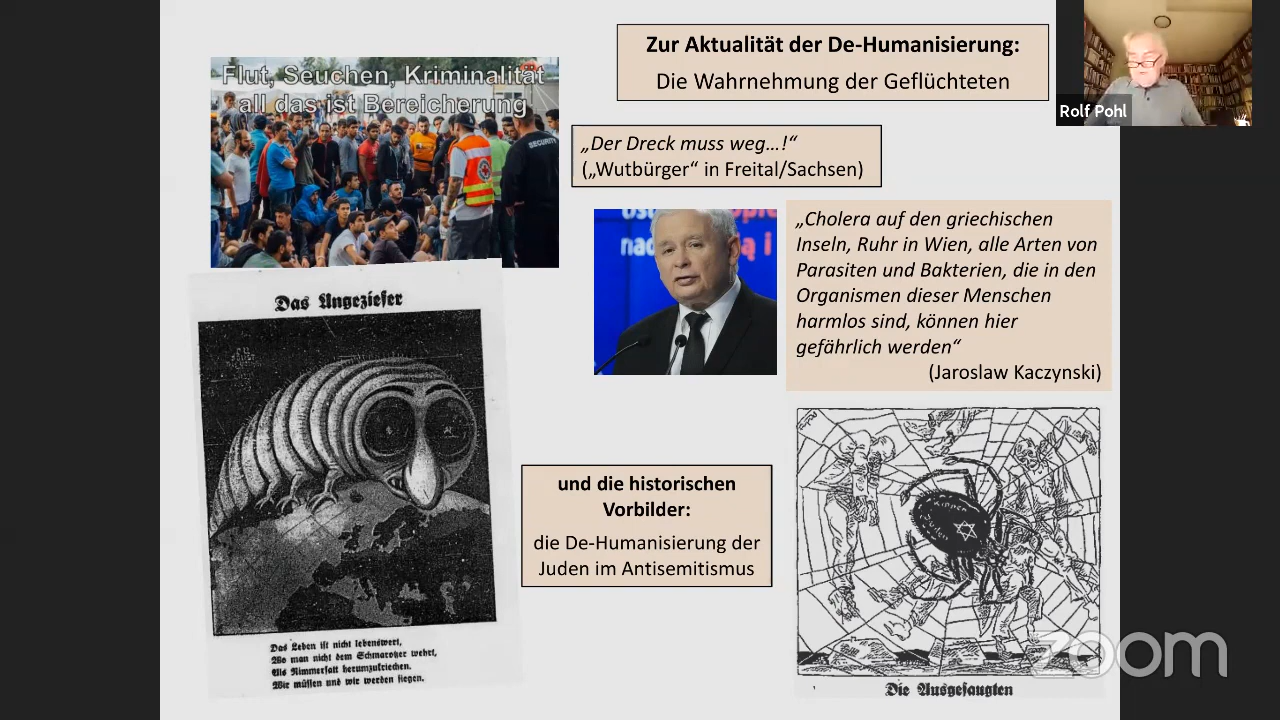 Zur Aktualität der De-Humanisierung:
Die Wahrnehmung der Geflüchteten
Rolf Pohl
Flut, Seuchen, Kriminalität
all das ist Bereicherung
SECURITY
„Der Dreck muss weg…!“
(„Wutbürger“ in Freital/Sachsen)
„Cholera auf den griechischen
Inseln, Ruhr in Wien, alle Arten von
Parasiten und Bakterien, die in den
Organismen dieser Menschen
harmlos sind, können hier
gefährlich werden“
(Jaroslaw Kaczynski)
Das Ungeziefer
Das Leben ist nicht lebenswert,
Wo man nicht dem Schmarotzer wehrt,
Als Nimmersatt herumzukriechen.
Wir müssen und wir werden siegen.
und die historischen
Vorbilder:
die De-Humanisierung der
Juden im Antisemitismus
Die Ausgesaugten
zoom